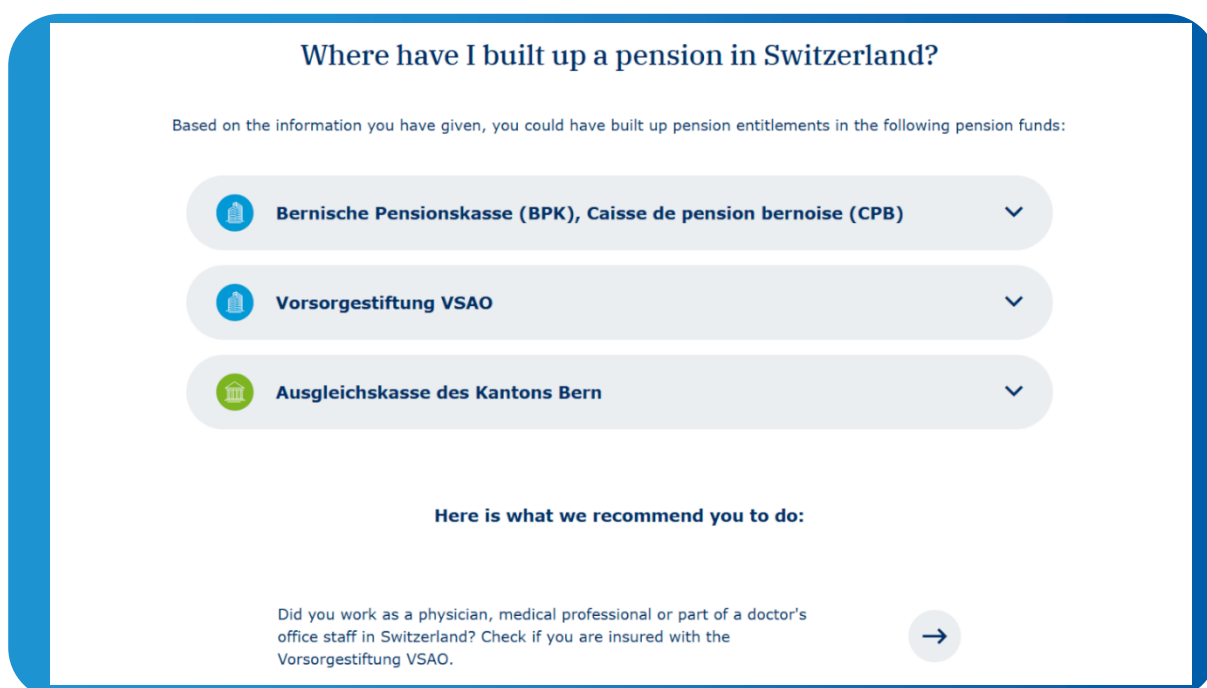 Where have I built up a pension in Switzerland?
Based on the information you have given, you could have built up pension entitlements in the following pension funds:
Bernische Pensionskasse (BPK), Caisse de pension bernoise (CPB)
Vorsorgestiftung VSAO
Ausgleichskasse des Kantons Bern
Here is what we recommend you to do:
Did you work as a physician, medical professional or part of a doctor's
office staff in Switzerland? Check if you are insured with the
Vorsorgestiftung VSAO.